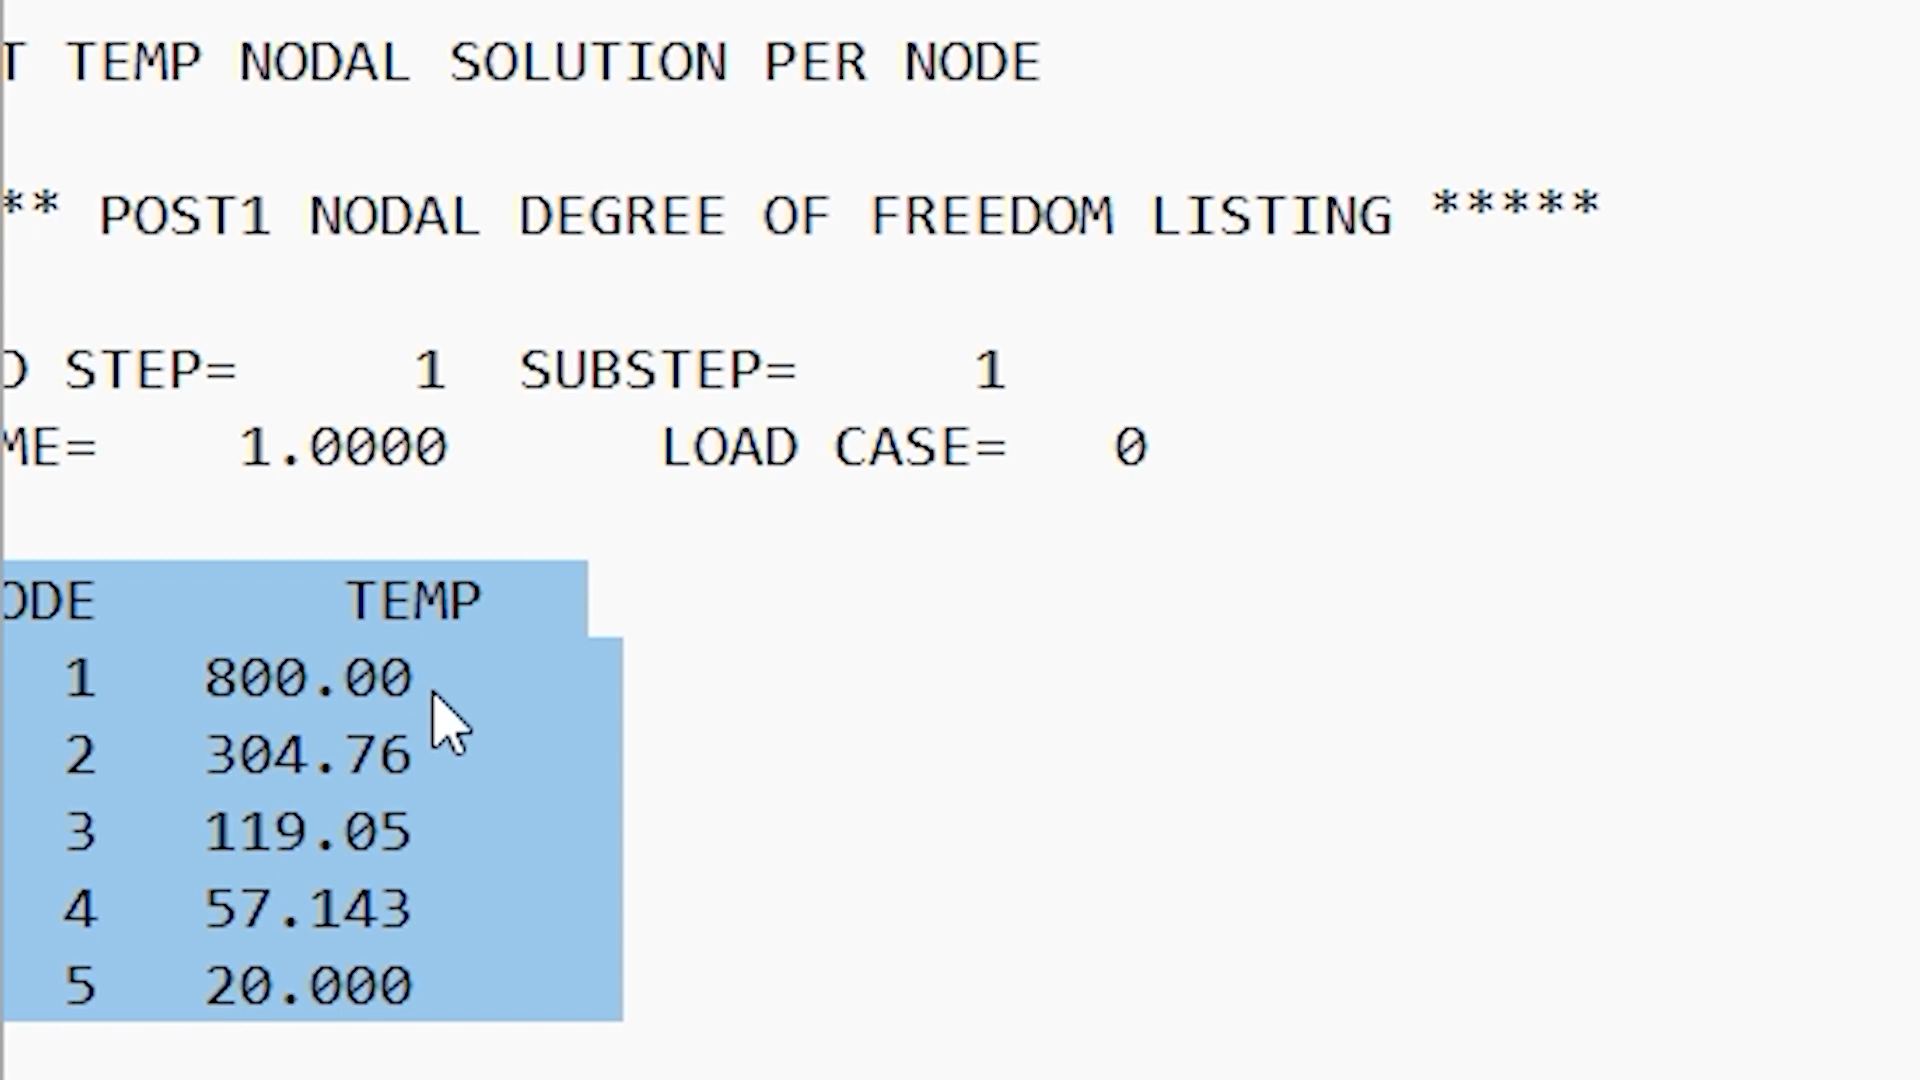 T TEMP NODAL SOLUTION PER NODE
** POST1 NODAL DEGREE OF FREEDOM LISTING *****
D STEP= 1 SUBSTEP= 1
ME= 1.0000 LOAD CASE= 0
ODE TEMP
1 800.00
2 304.76
3 119.05
4 57.143
5 20.000